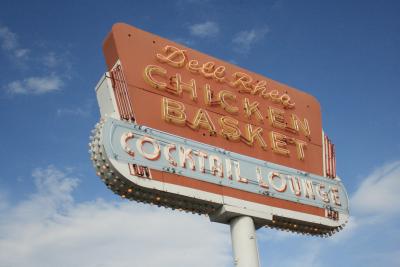 Dell Rhea's
CHICKEN
BASKET
COCKTAIL LOUNGE